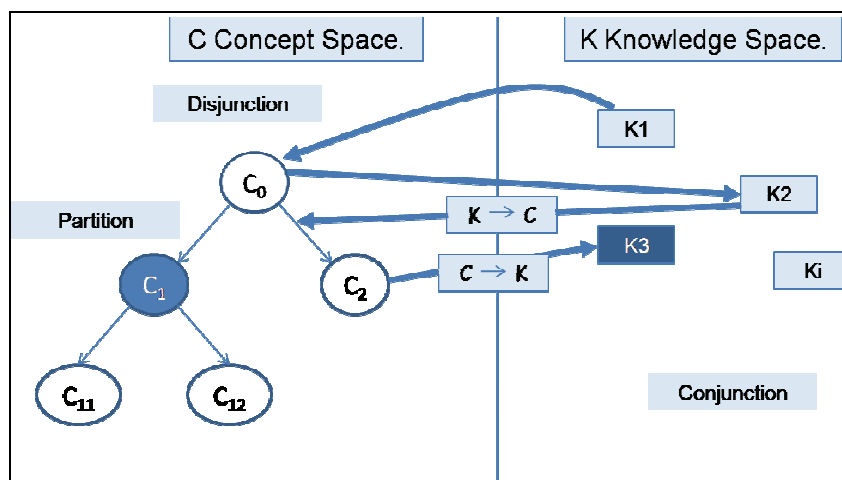 C Concept Space.
K Knowledge Space.
Disjunction
K1
C₀
K2
Partition
K → C
K3
C₁
C₂
C → K
Ki
C₁₁
C₁₂
Conjunction